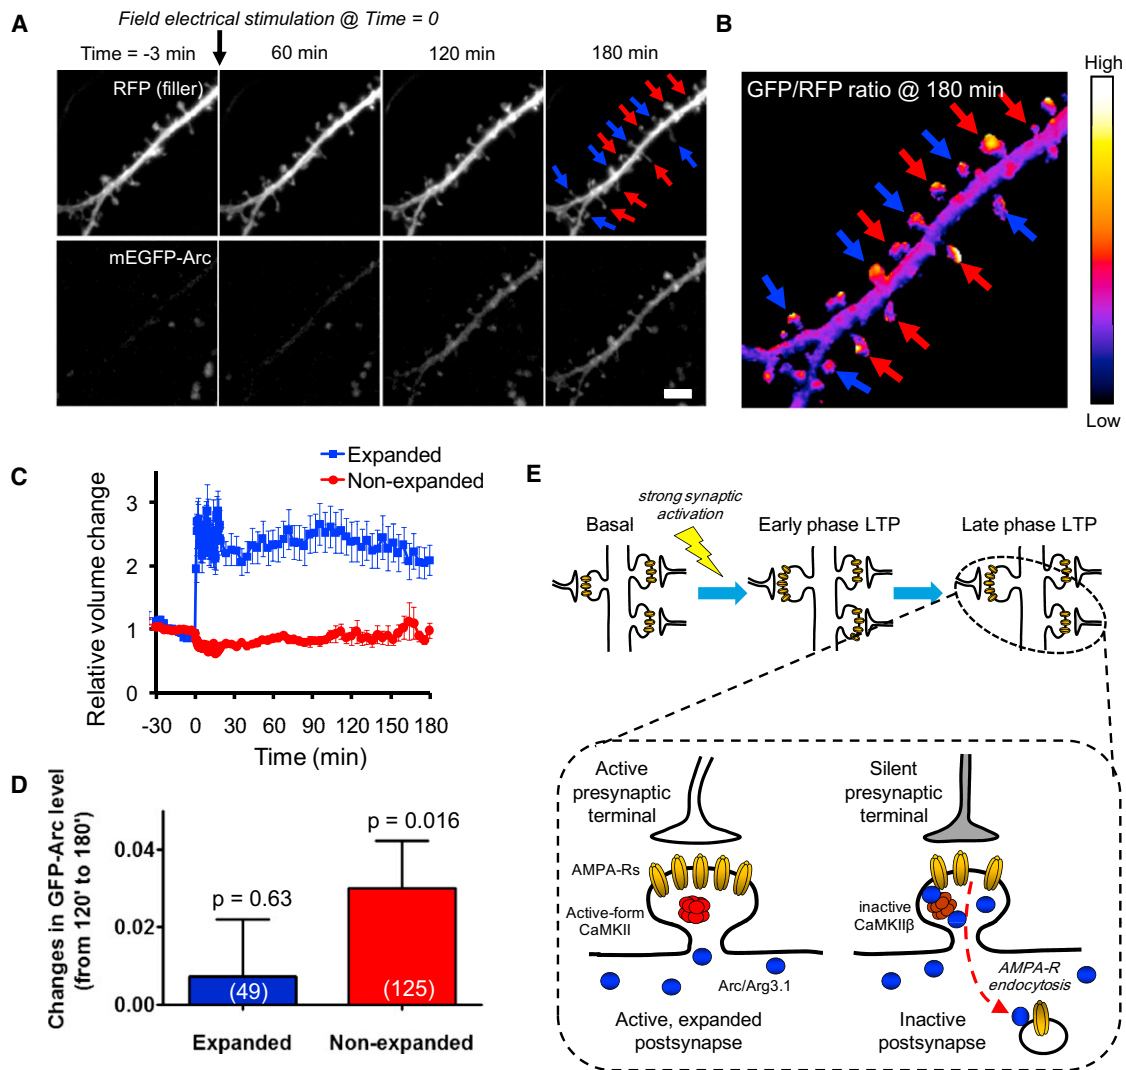 A
Field electrical stimulation @ Time = 0
Time = -3 min
60 min
120 min
180 min
RFP (filler)
mEGFP-Arc
B
GFP/RFP ratio @ 180 min
High
Low
C
Expanded
Non-expanded
Relative volume change
3
2
1
0
-30
0
30
60
90
120
150
180
Time (min)
D
Changes in GFP-Arc level
(from 120' to 180')
0.04
0.02
0.00
p = 0.63
p = 0.016
(49)
(125)
Expanded
Non-expanded
E
strong synaptic
activation
Basal
Early phase LTP
Late phase LTP
Active
presynaptic
terminal
Silent
presynaptic
terminal
AMPA-Rs
Active-form
CaMKII
inactive
CaMKIIβ
Arc/Arg3.1
AMPA-R
endocytosis
Active, expanded
postsynapse
Inactive
postsynapse